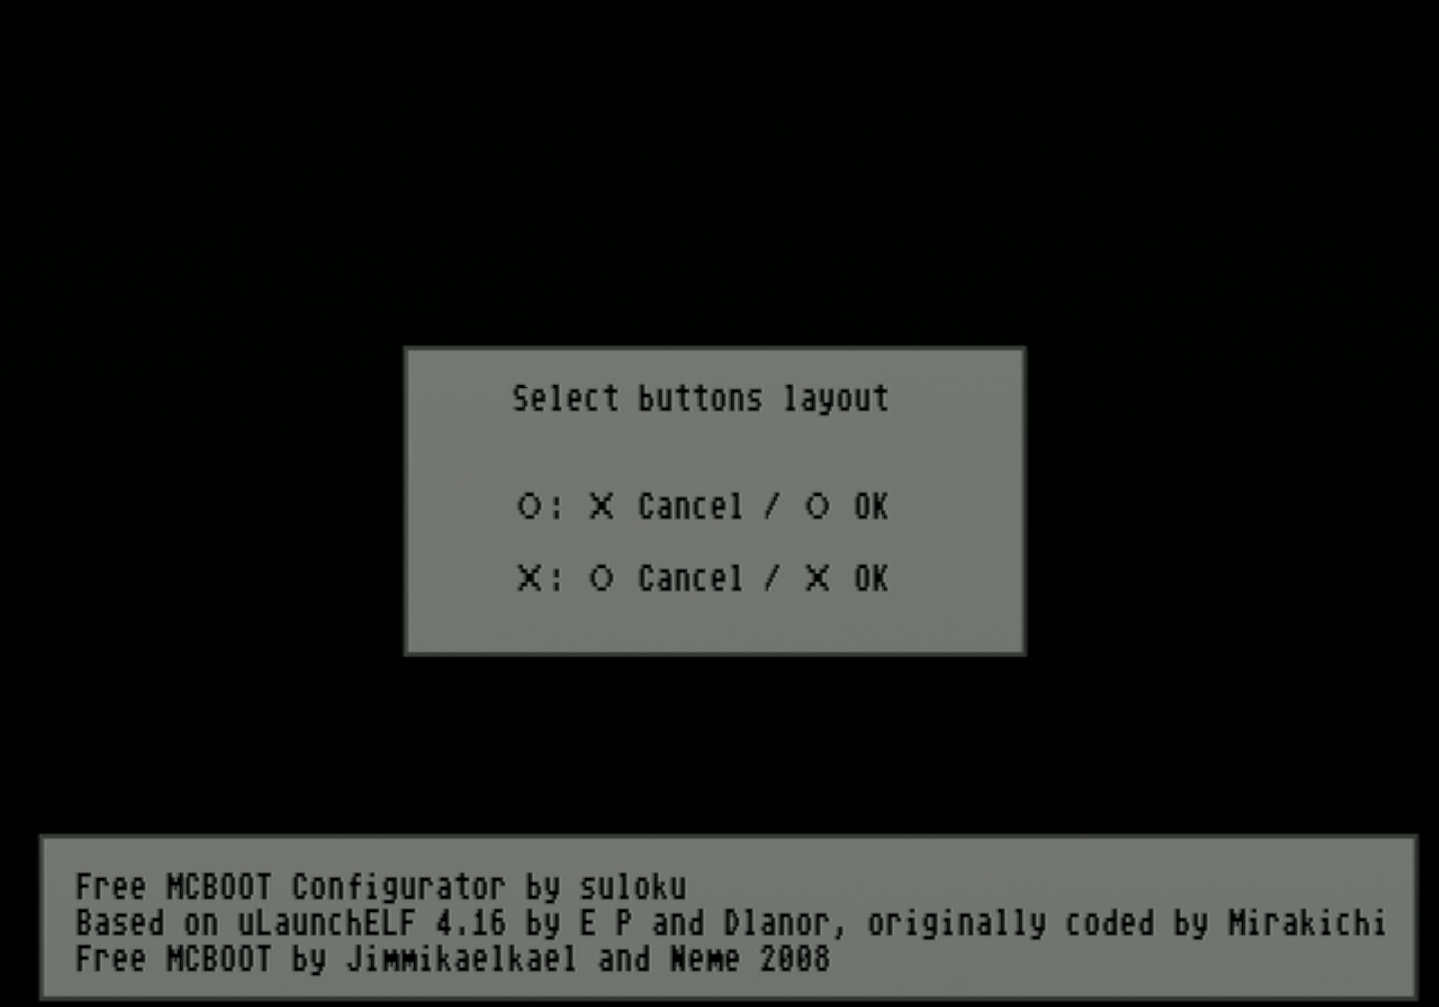 Select buttons layout
O: X Cancel / O OK
X: O Cancel / X OK
Free MCBOOT Configurator by suloku
Based on uLaunchELF 4.16 by E P and Dlanor, originally coded by Mirakichi
Free MCBOOT by Jimmikaelkael and Neme 2008